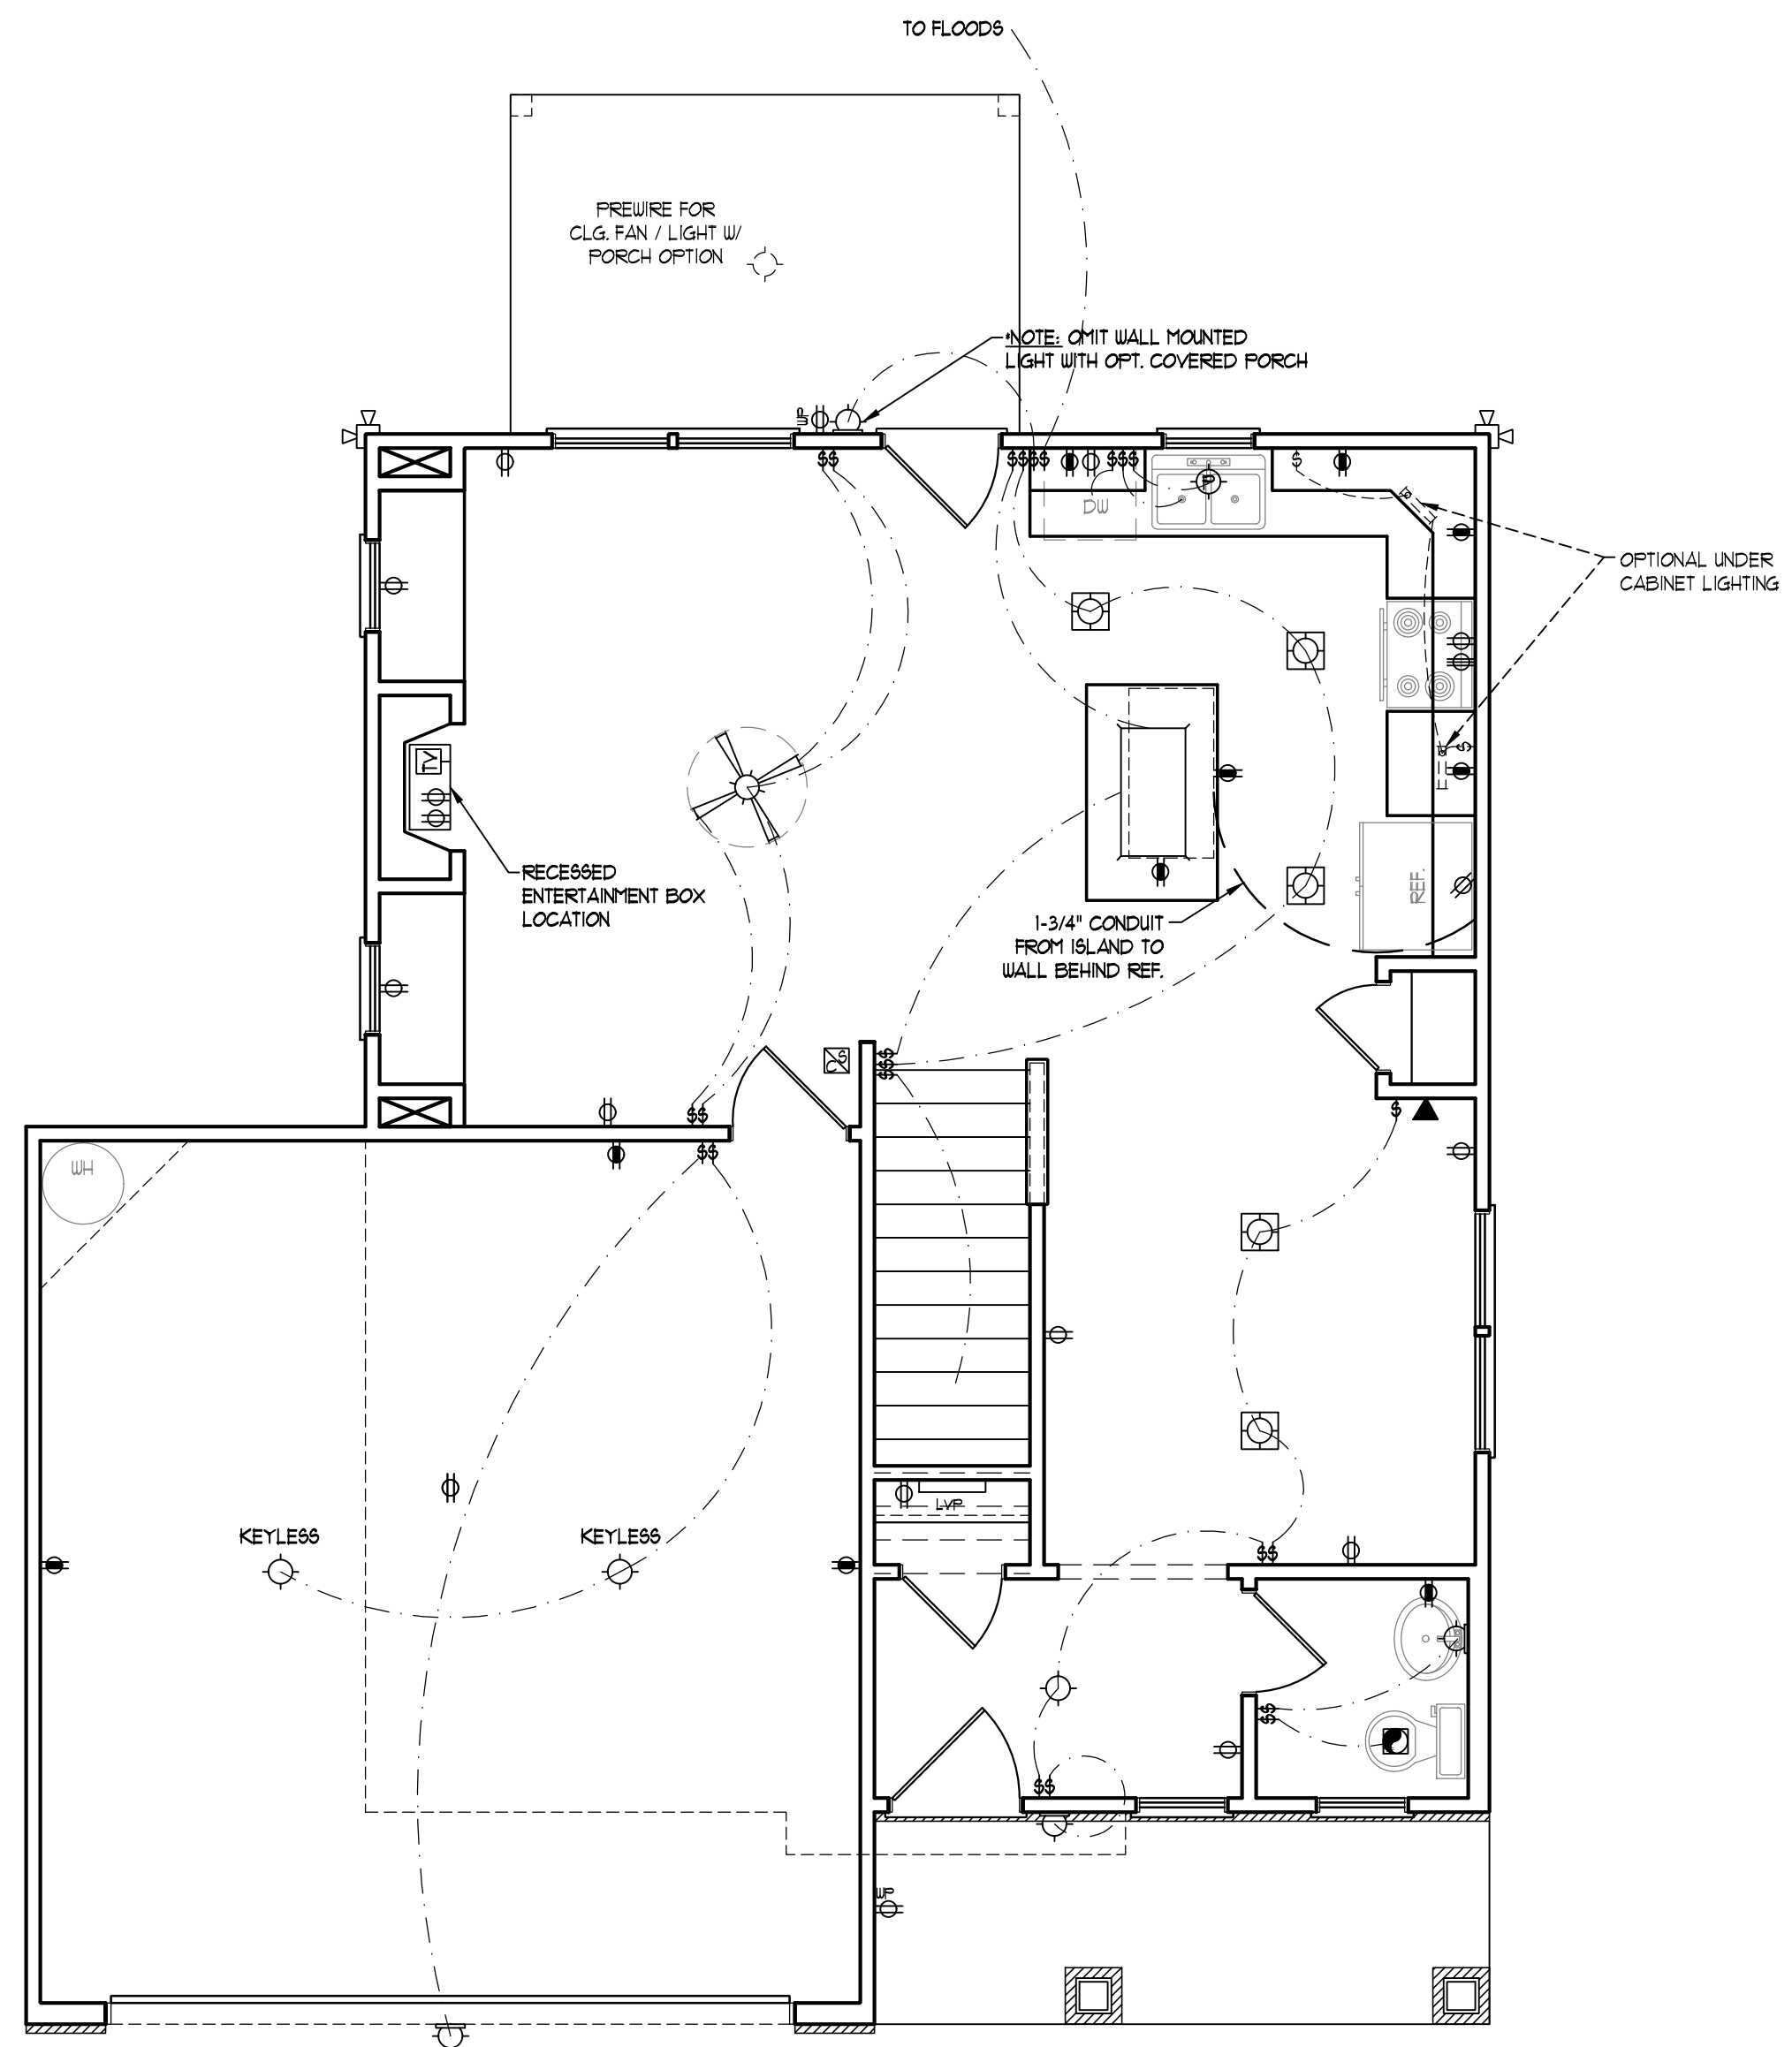 TO FLOODS
PREWIRE FOR
CLG. FAN / LIGHT W/
PORCH OPTION
*NOTE: OMIT WALL MOUNTED
LIGHT WITH OPT. COVERED PORCH
WP
$$
$$$$
$$$
$
D
DW
OPTIONAL UNDER
CABINET LIGHTING
$
TV
RECESSED
ENTERTAINMENT BOX
LOCATION
REF.
1-3/4" CONDUIT
FROM ISLAND TO
WALL BEHIND REF.
C/S
$$$
$$
$
$$
WH
LVP
KEYLESS
KEYLESS
$$
$$
$$
WP